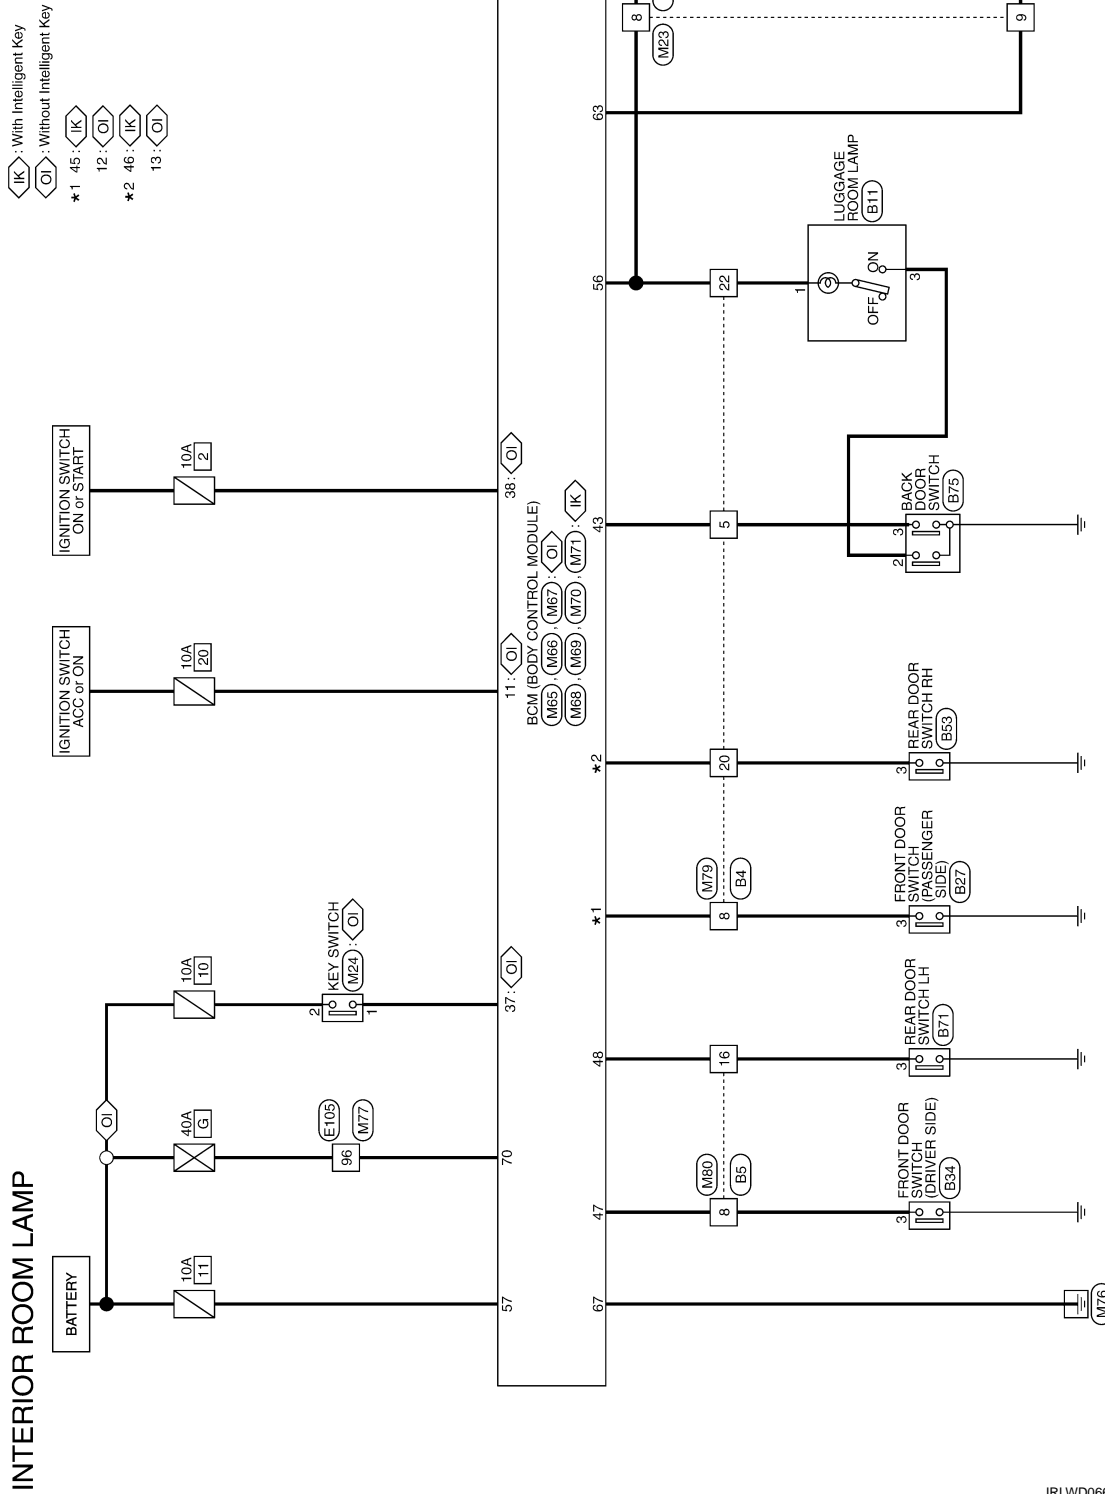 INTERIOR ROOM LAMP
IK : With Intelligent Key
OI : Without Intelligent Key
*1 45 : IK
12 : OI
*2 46 : IK
13 : OI
BATTERY
IGNITION SWITCH
ACC or ON
IGNITION SWITCH
ON or START
OI
10A
11
40A
G
10A
10
10A
20
10A
2
E105
96
M77
2
KEY SWITCH
M24 : OI
1
57
70
37 : OI
11 : OI
38 : OI
BCM (BODY CONTROL MODULE)
M65 , M66 , M67 : OI
M68 , M69 , M70 , M71 : IK
67
47
48
*1
*2
43
56
63
M80
8
B5
16
M79
8
B4
20
5
22
8
M23
9
1
LUGGAGE
ROOM LAMP
B11
OFF
ON
3
3
FRONT DOOR
SWITCH
(DRIVER SIDE)
B34
3
REAR DOOR
SWITCH LH
B71
3
FRONT DOOR
SWITCH
(PASSENGER
SIDE)
B27
3
REAR DOOR
SWITCH RH
B53
2
3
BACK
DOOR
SWITCH
B75
M76